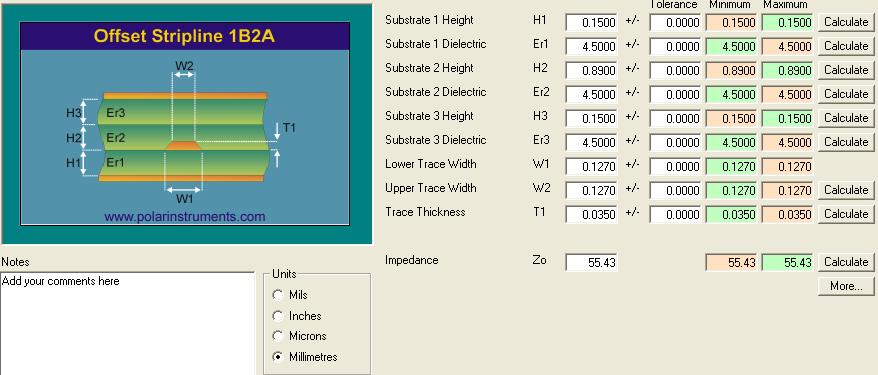 Offset Stripline 1B2A
W2
H3 Er3
T1
H2 Er2
H1 Er1
W1
www.polarinstruments.com
Notes
Add your comments here
Units
Mils
Inches
Microns
Millimetres
Tolerance Minimum Maximum
Substrate 1 Height H1 0.1500 +/- 0.0000 0.1500 0.1500 Calculate
Substrate 1 Dielectric Er1 4.5000 +/- 0.0000 4.5000 4.5000 Calculate
Substrate 2 Height H2 0.8900 +/- 0.0000 0.8900 0.8900 Calculate
Substrate 2 Dielectric Er2 4.5000 +/- 0.0000 4.5000 4.5000 Calculate
Substrate 3 Height H3 0.1500 +/- 0.0000 0.1500 0.1500 Calculate
Substrate 3 Dielectric Er3 4.5000 +/- 0.0000 4.5000 4.5000 Calculate
Lower Trace Width W1 0.1270 +/- 0.0000 0.1270 0.1270
Upper Trace Width W2 0.1270 +/- 0.0000 0.1270 0.1270 Calculate
Trace Thickness T1 0.0350 +/- 0.0000 0.0350 0.0350 Calculate
Impedance Zo 55.43 55.43 55.43 Calculate
More...